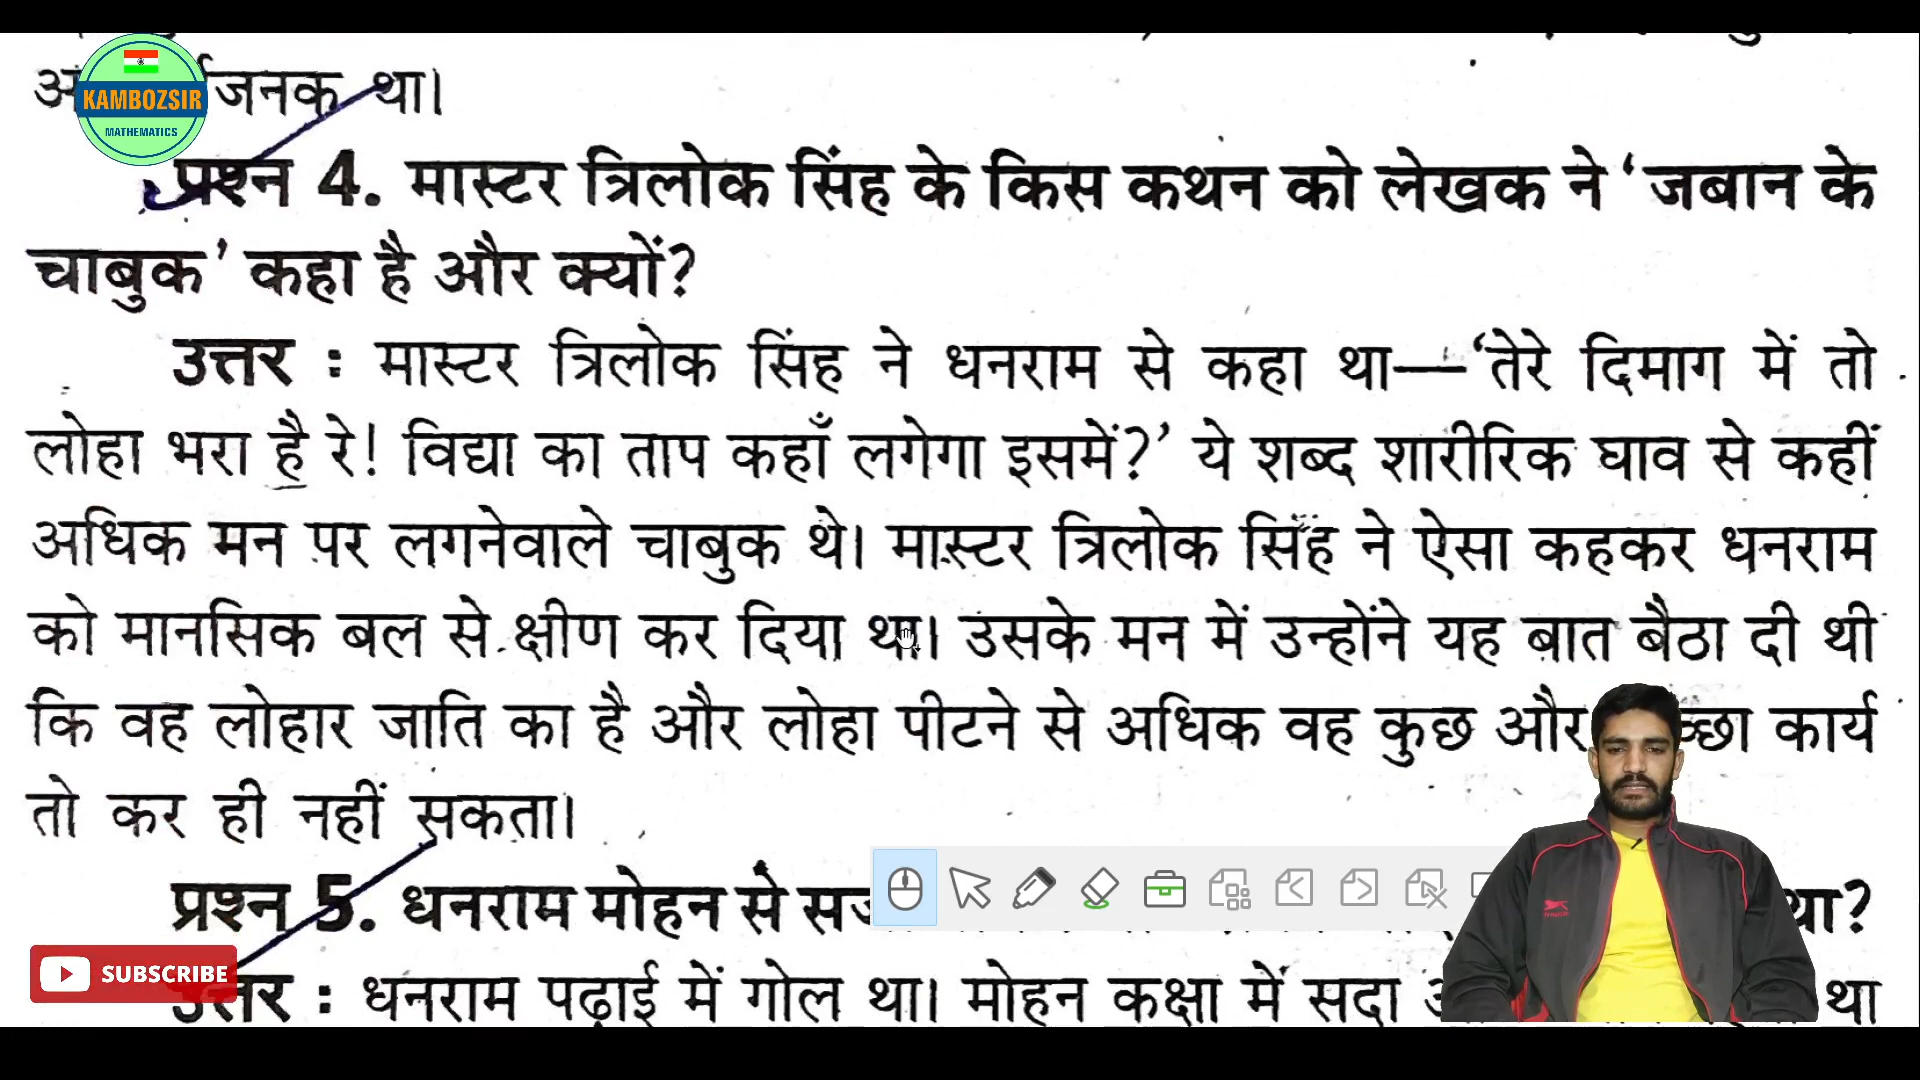 जनक था।
KAMBOZSIR
MATHEMATICS
प्रश्न 4. मास्टर त्रिलोक सिंह के किस कथन को लेखक ने ‘जबान के
चाबुक’ कहा है और क्यों?
उत्तर : मास्टर त्रिलोक सिंह ने धनराम से कहा था—‘तेरे दिमाग में तो
लोहा भरा है रे! विद्या का ताप कहाँ लगेगा इसमें?’ ये शब्द शारीरिक घाव से कहीं
अधिक मन पर लगनेवाले चाबुक थे। मास्टर त्रिलोक सिंह ने ऐसा कहकर धनराम
को मानसिक बल से क्षीण कर दिया था। उसके मन में उन्होंने यह बात बैठा दी थी
कि वह लोहार जाति का है और लोहा पीटने से अधिक वह कुछ और कार्य
तो कर ही नहीं सकता।
प्रश्न 5. धनराम मोहन से था?
SUBSCRIBE
उत्तर : धनराम पढ़ाई में गोल था। मोहन कक्षा में सदा था